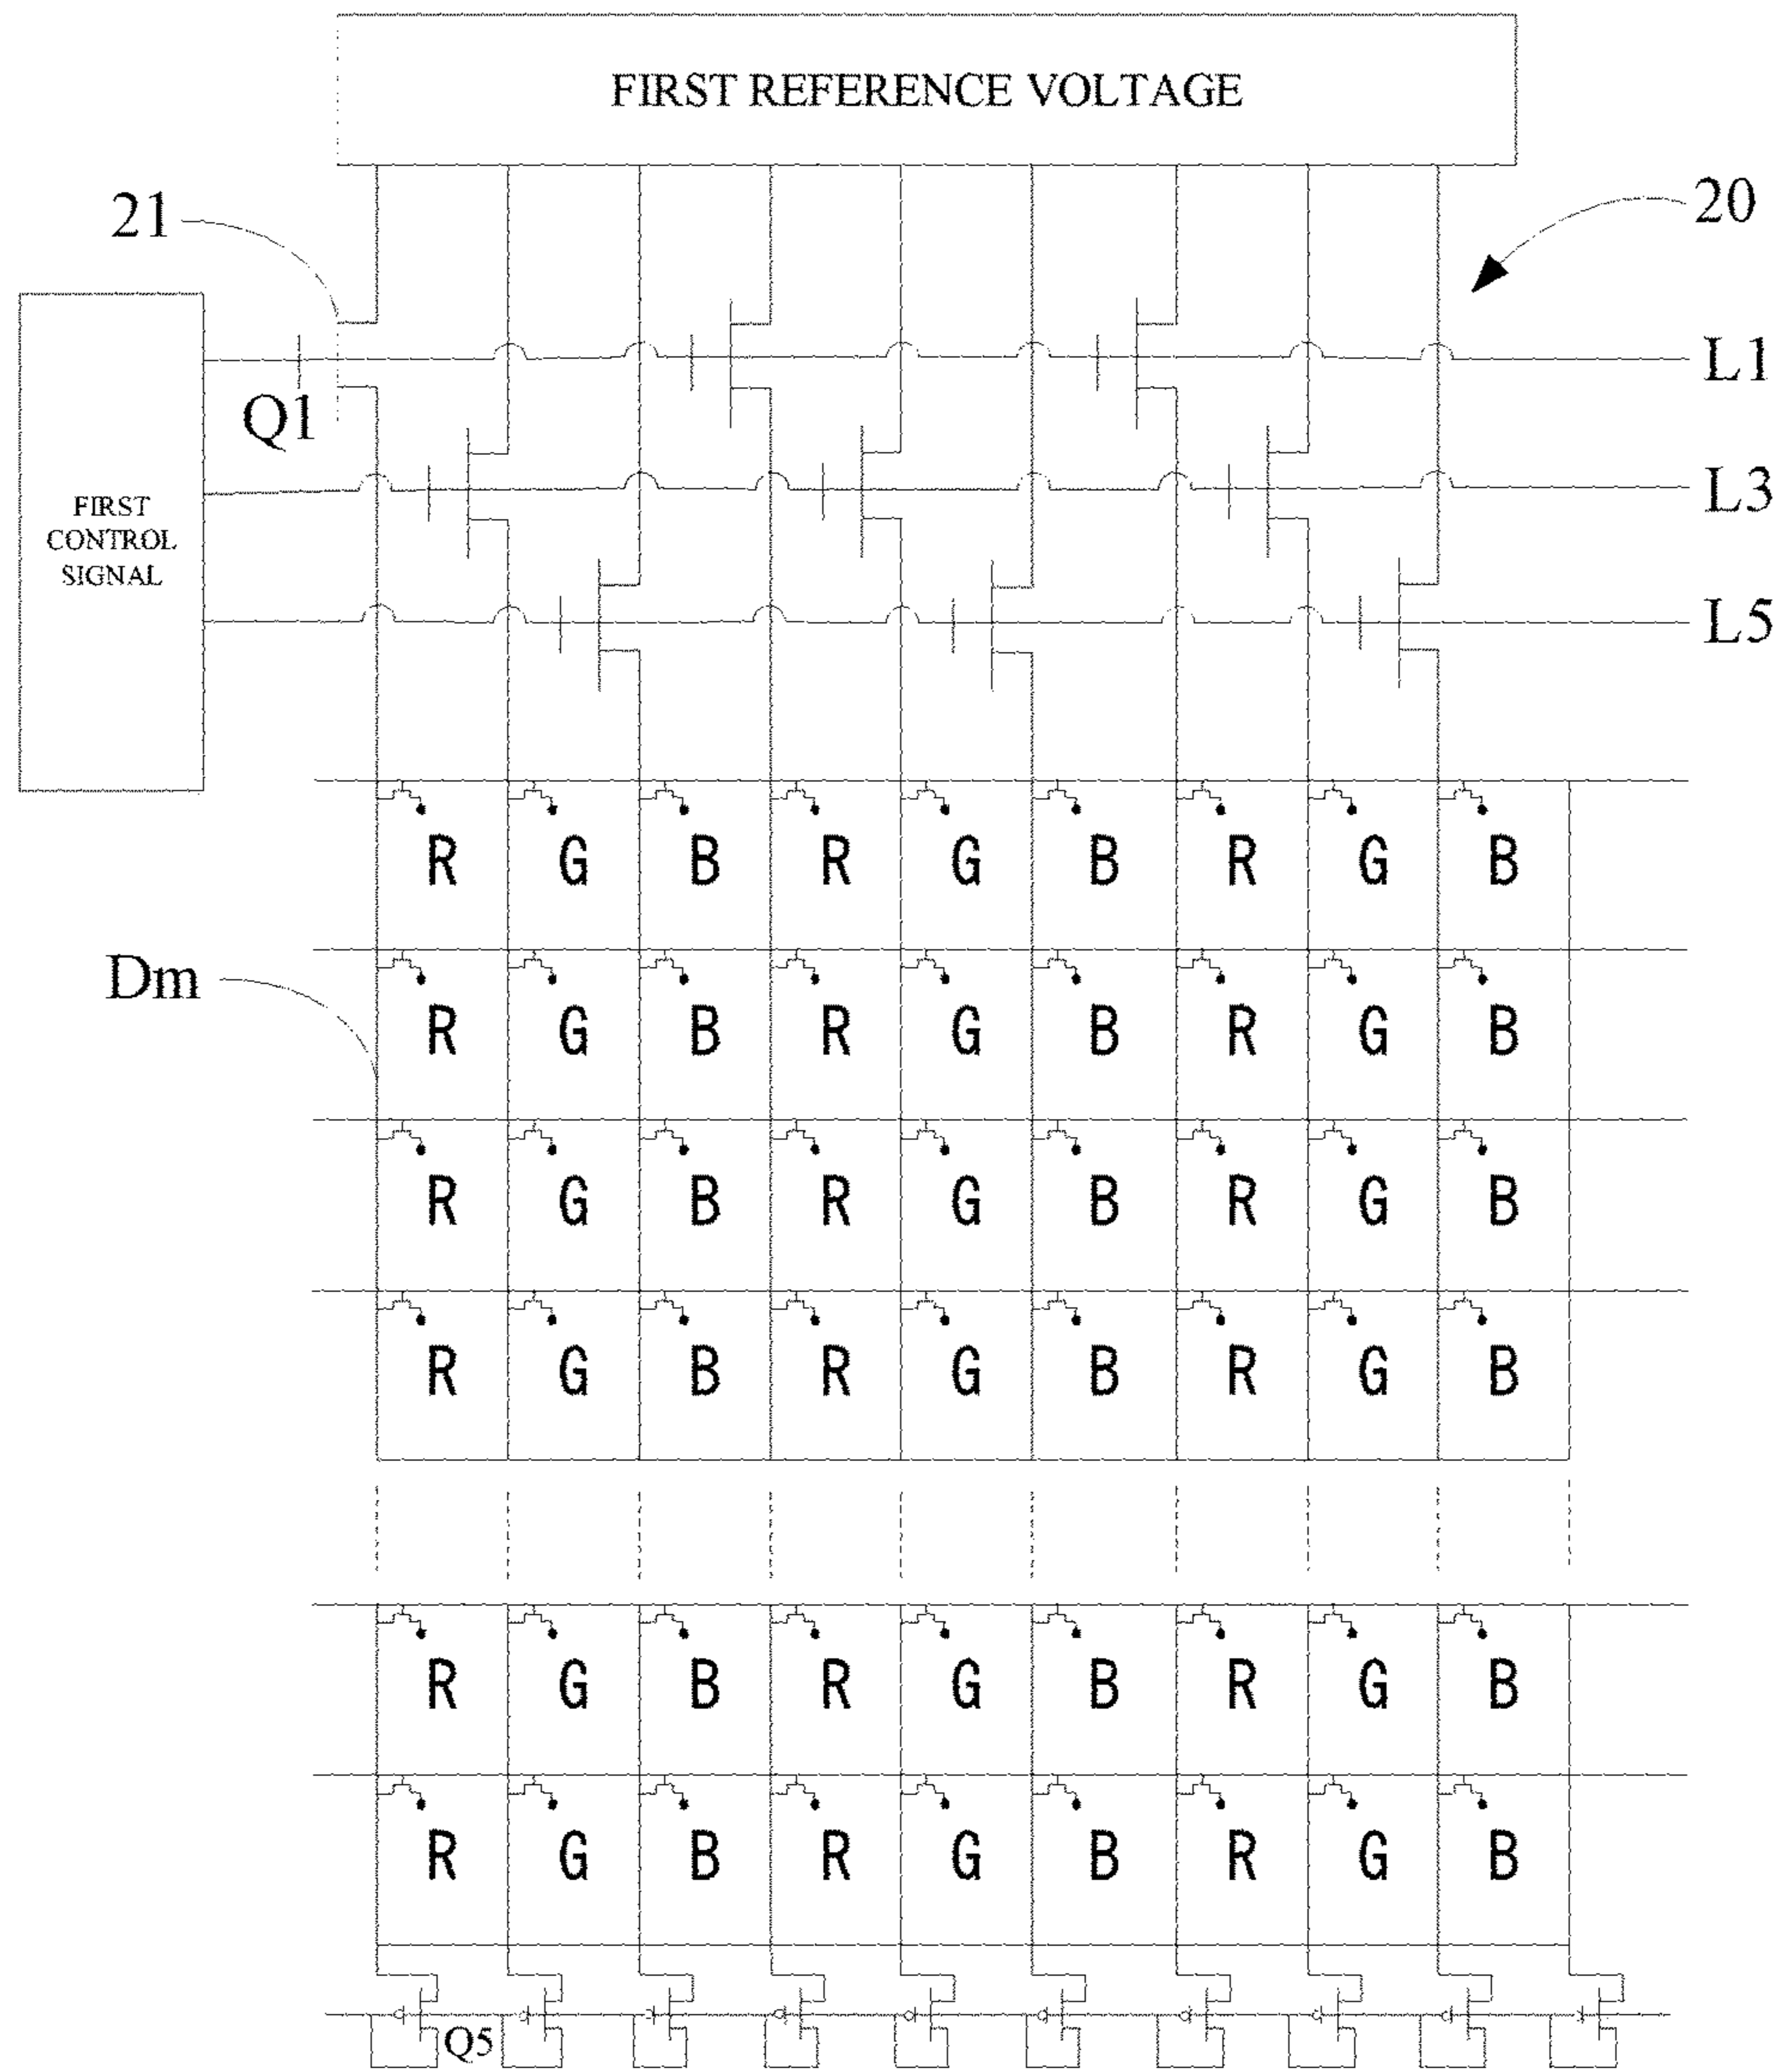 FIRST REFERENCE VOLTAGE
21
20
L1
Q1
FIRST
CONTROL
SIGNAL
L3
L5
R G B R G B R G B
Dm
R G B R G B R G B
R G B R G B R G B
R G B R G B R G B
R G B R G B R G B
R G B R G B R G B
Q5